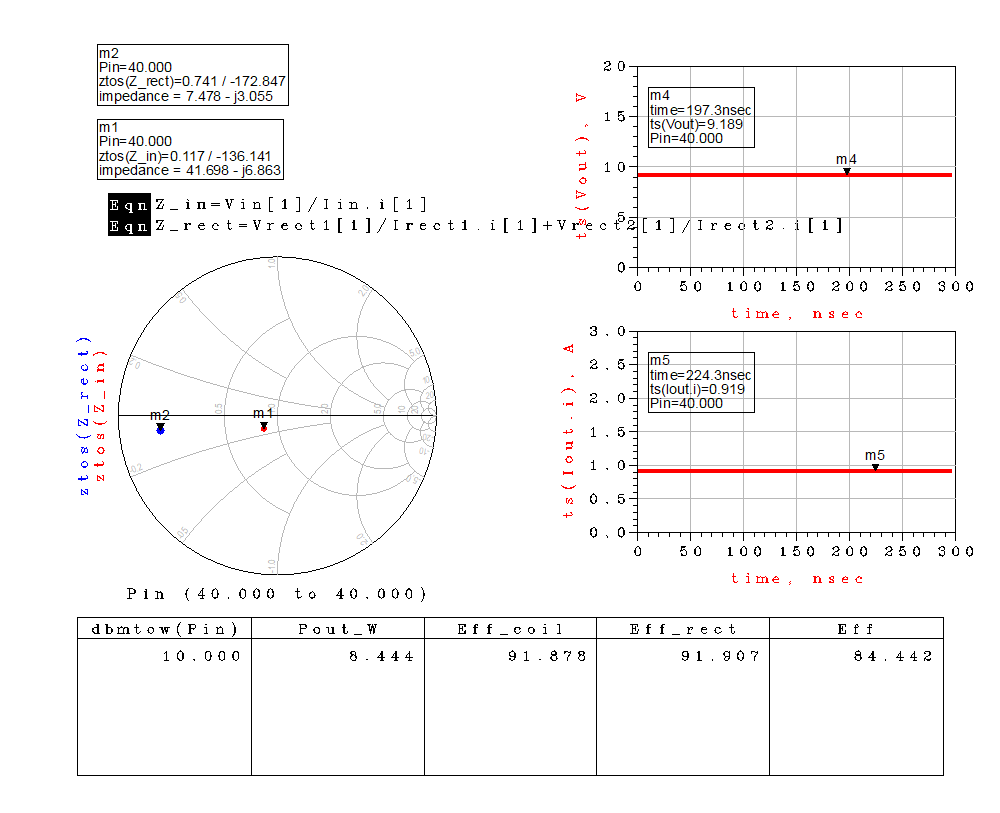 m2
Pin=40.000
ztos(Z_rect)=0.741 / -172.847
impedance = 7.478 - j3.055
m1
Pin=40.000
ztos(Z_in)=0.117 / -136.141
impedance = 41.698 - j6.863
Eqn Z_in=Vin[1]/Iin.i[1]
Eqn Z_rect=Vrect1[1]/Irect1.i[1]+Vrect2[1]/Irect2.i[1]
ztos(Z_rect)
ztos(Z_in)
m2
m1
Pin (40.000 to 40.000)
ts(Vout), V
20
15
10
5
0
m4
time=197.3nsec
ts(Vout)=9.189
Pin=40.000
m4
0 50 100 150 200 250 300
time, nsec
ts(Iout.i), A
3.0
2.5
2.0
1.5
1.0
0.5
0.0
m5
time=224.3nsec
ts(Iout.i)=0.919
Pin=40.000
m5
0 50 100 150 200 250 300
time, nsec
dbmtow(Pin) Pout_W Eff_coil Eff_rect Eff
10.000 8.444 91.878 91.907 84.442